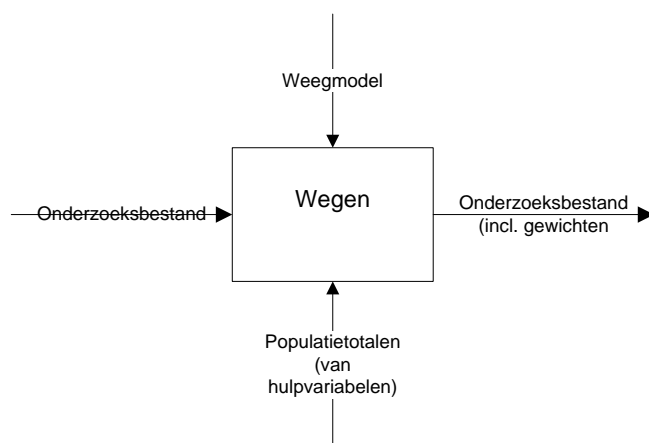 Weegmodel
Wegen
Onderzoeksbestand
Onderzoeksbestand
(incl. gewichten
Populatietotalen
(van
hulpvariabelen)